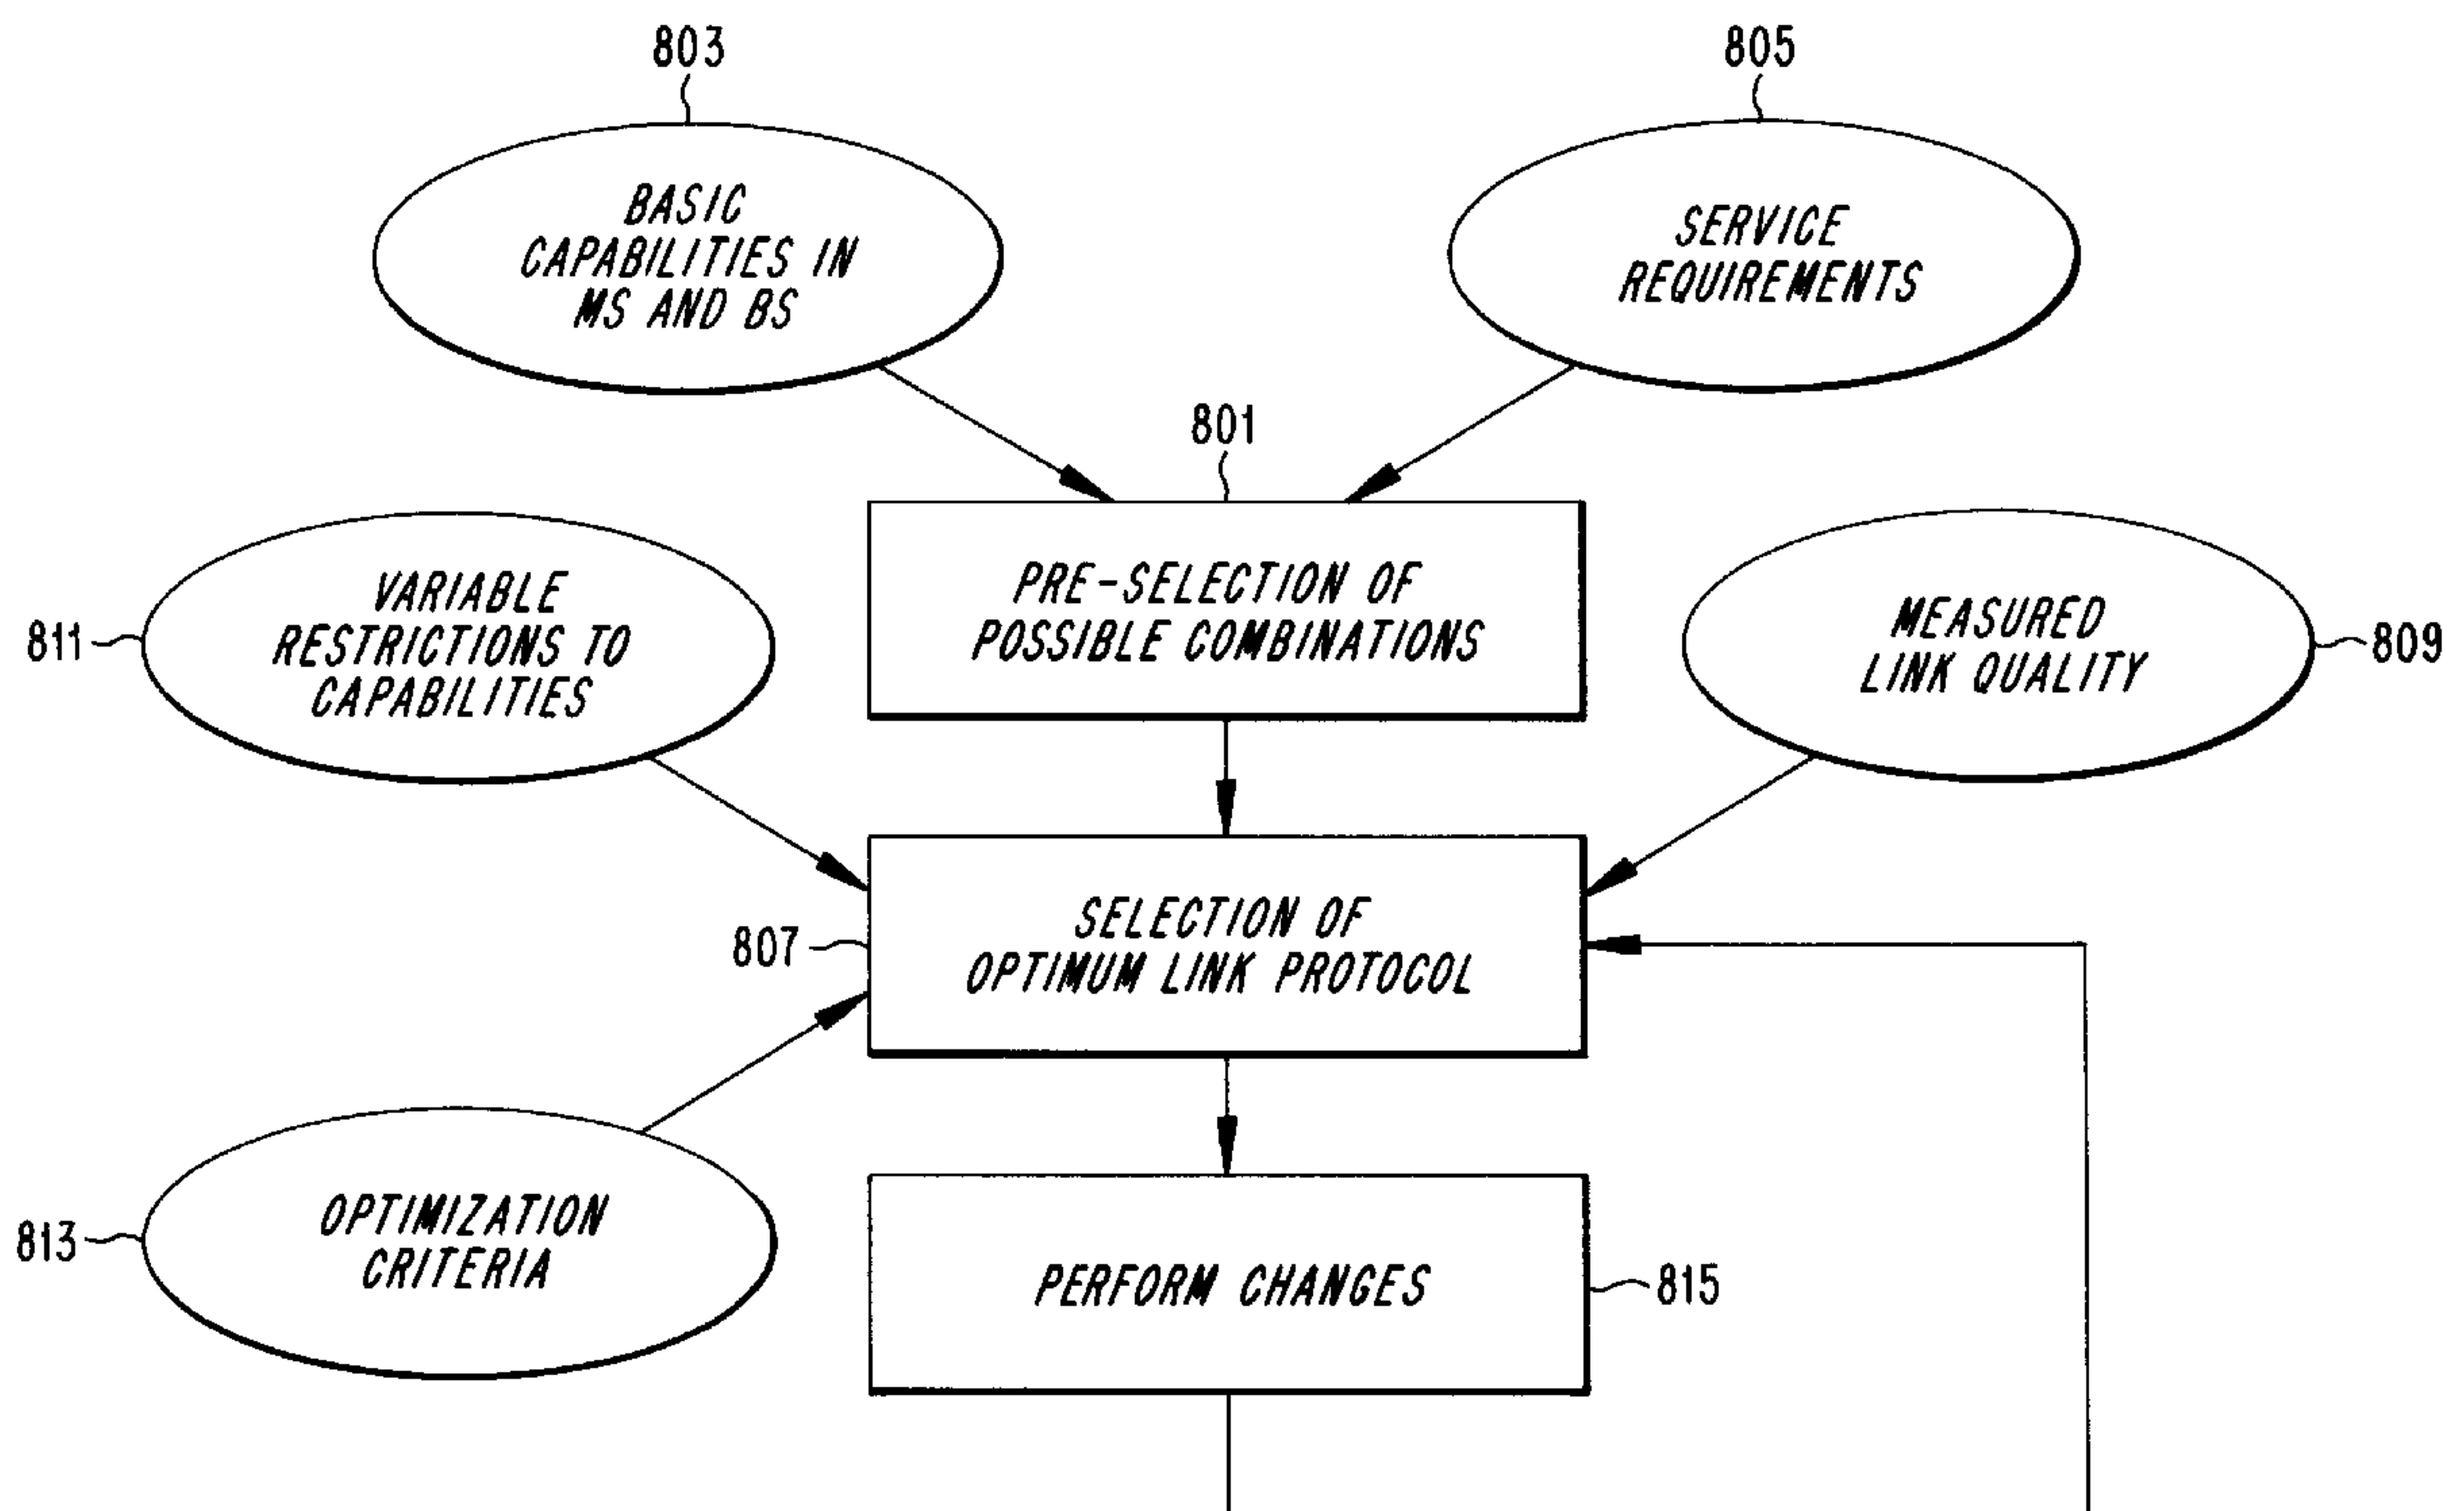 803
805
BASIC
CAPABILITIES IN
MS AND BS
SERVICE
REQUIREMENTS
801
VARIABLE
RESTRICTIONS TO
CAPABILITIES
811
PRE-SELECTION OF
POSSIBLE COMBINATIONS
MEASURED
LINK QUALITY
809
807
SELECTION OF
OPTIMUM LINK PROTOCOL
OPTIMIZATION
CRITERIA
813
PERFORM CHANGES
815